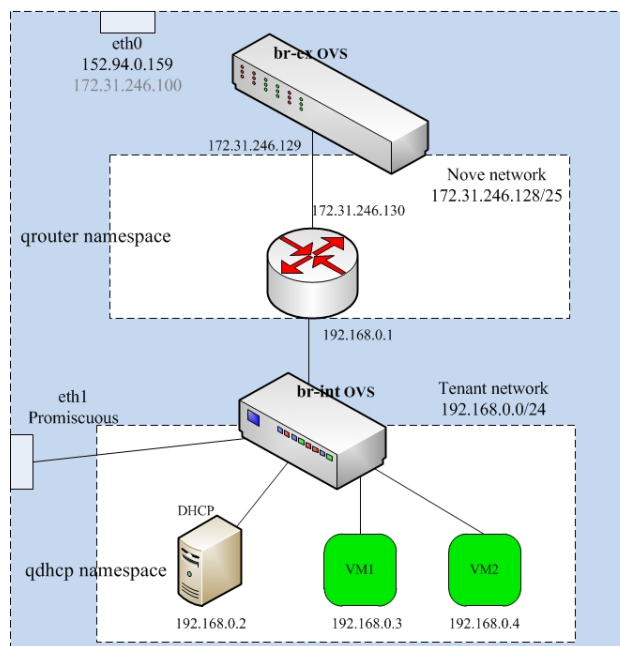 eth0
152.94.0.159
172.31.246.100
br-ex OVS
172.31.246.129
Nove network
172.31.246.128/25
172.31.246.130
qrouter namespace
192.168.0.1
eth1
Promiscuous
br-int OVS
Tenant network
192.168.0.0/24
DHCP
qdhcp namespace
VM1
VM2
192.168.0.2
192.168.0.3
192.168.0.4